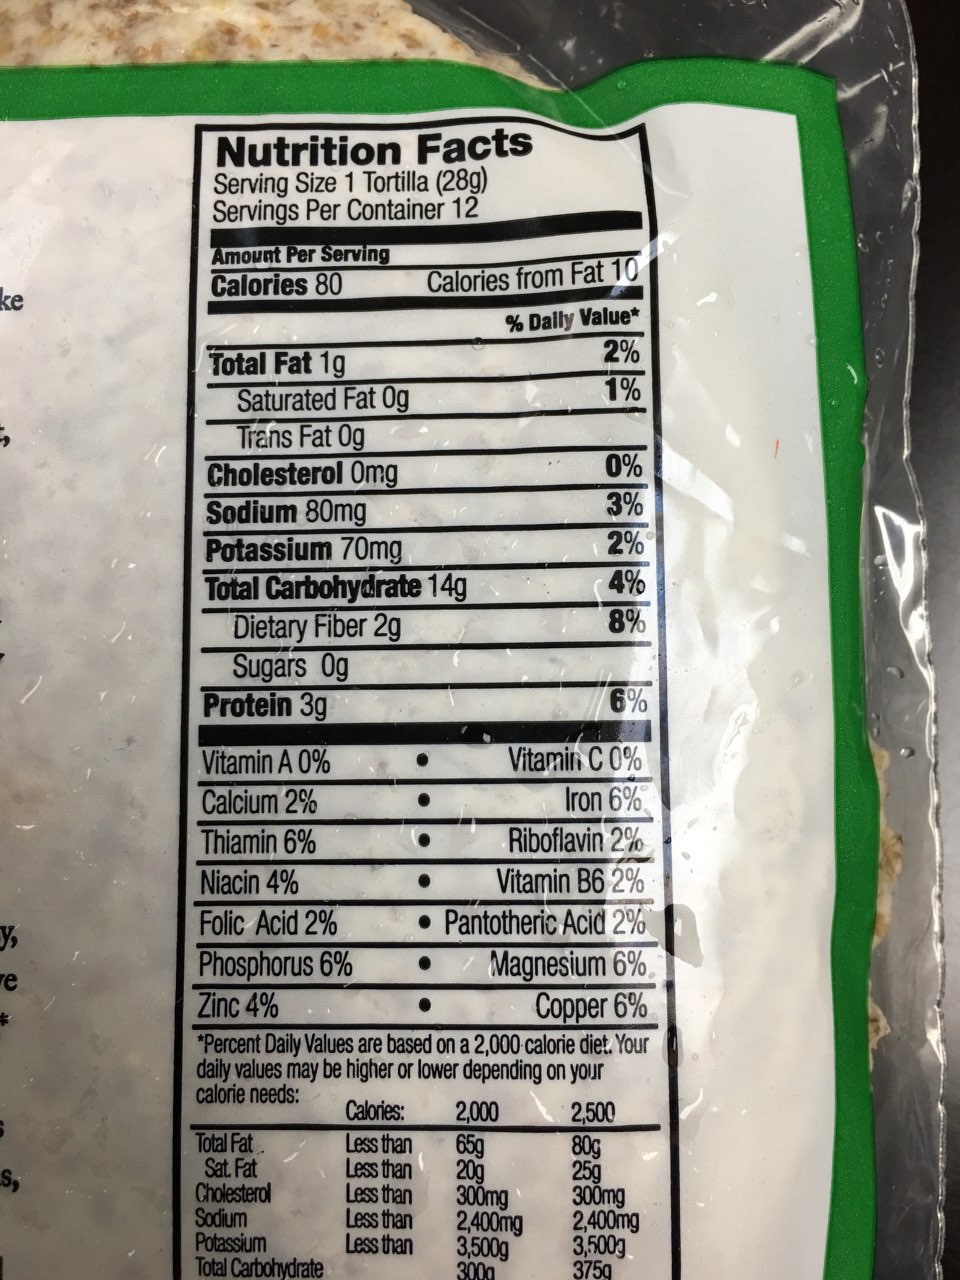 Nutrition Facts
Serving Size 1 Tortilla (28g)
Servings Per Container 12
Amount Per Serving
Calories 80 Calories from Fat 10
% Daily Value*
Total Fat 1g 2%
Saturated Fat 0g 1%
Trans Fat 0g
Cholesterol 0mg 0%
Sodium 80mg 3%
Potassium 70mg 2%
Total Carbohydrate 14g 4%
Dietary Fiber 2g 8%
Sugars 0g
Protein 3g 6%
Vitamin A 0% • Vitamin C 0%
Calcium 2% • Iron 6%
Thiamin 6% • Riboflavin 2%
Niacin 4% • Vitamin B6 2%
Folic Acid 2% • Pantotheric Acid 2%
Phosphorus 6% • Magnesium 6%
Zinc 4% • Copper 6%
*Percent Daily Values are based on a 2,000 calorie diet. Your
daily values may be higher or lower depending on your
calorie needs:
Calories: 2,000 2,500
Total Fat Less than 65g 80g
Sat. Fat Less than 20g 25g
Cholesterol Less than 300mg 300mg
Sodium Less than 2,400mg 2,400mg
Potassium Less than 3,500g 3,500g
Total Carbohydrate 300g 375g